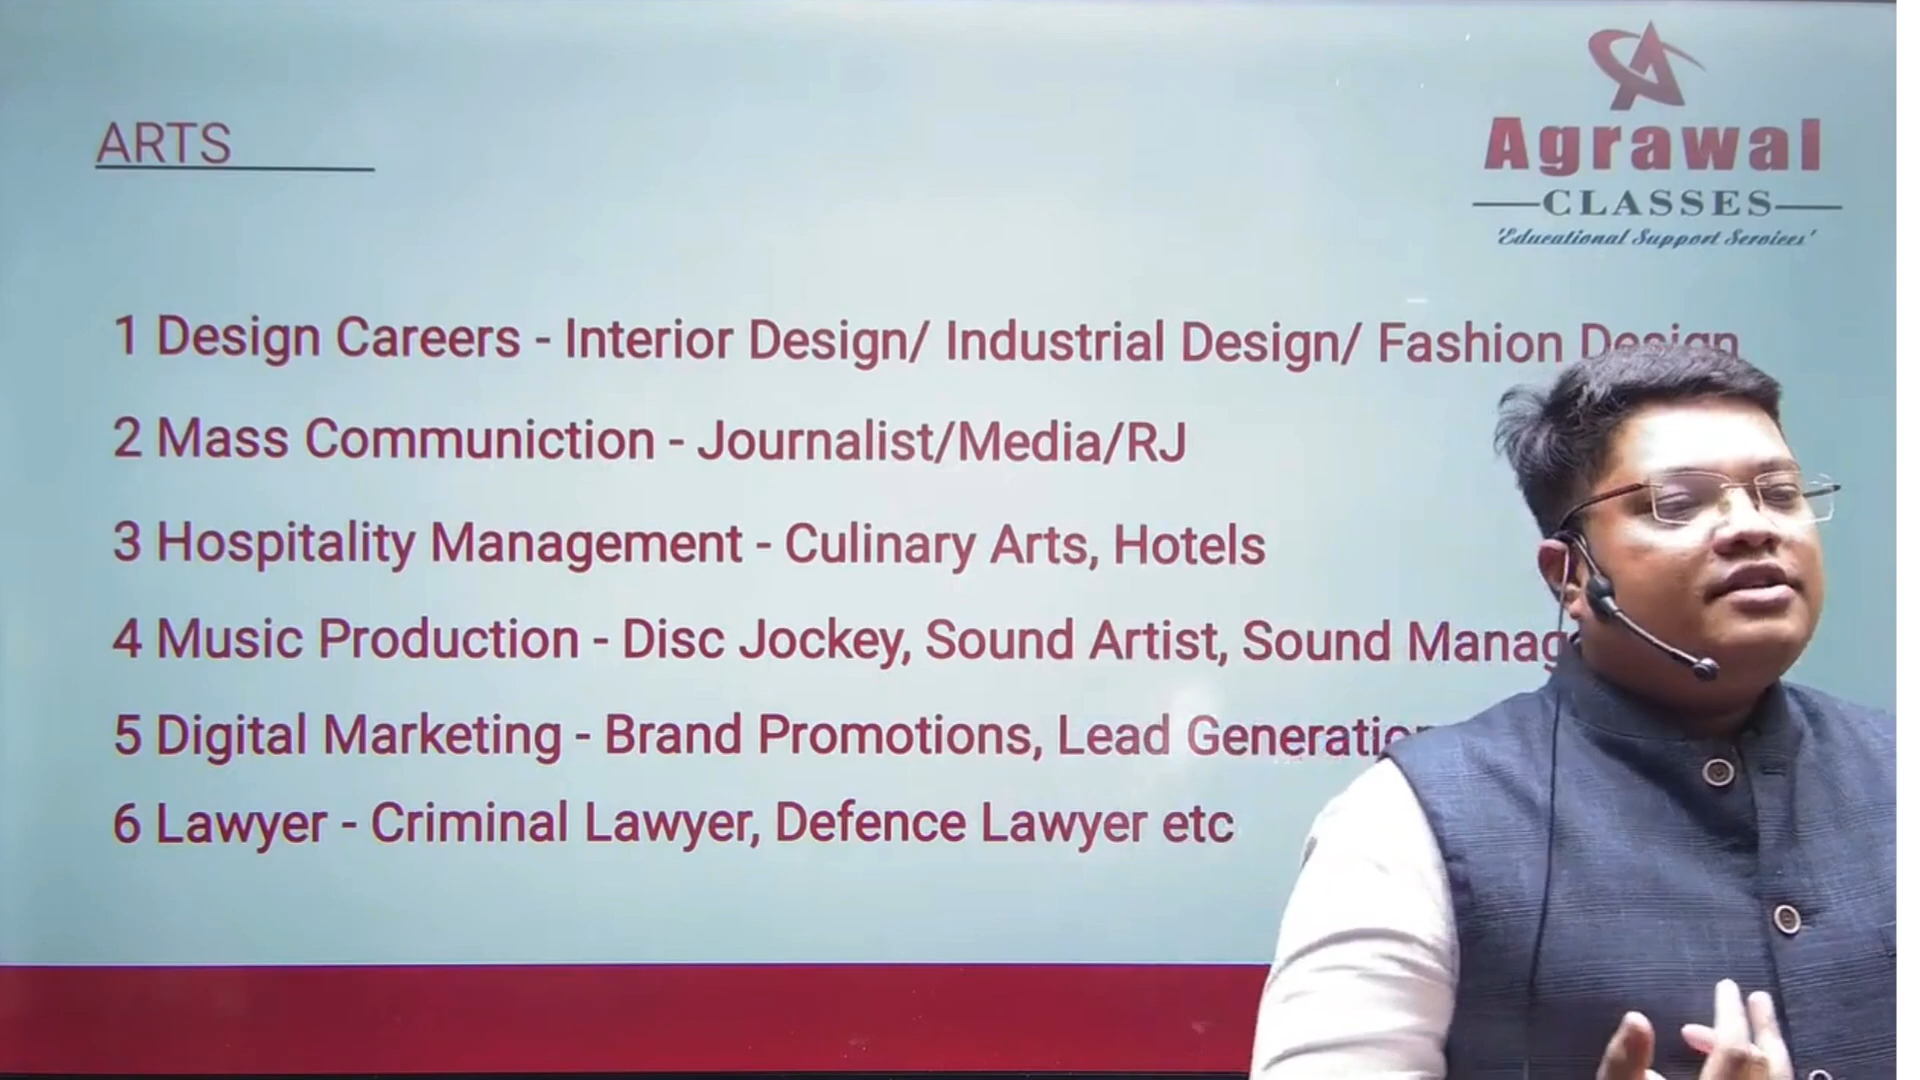 ARTS
Agrawal
CLASSES
'Educational Support Services'
1 Design Careers - Interior Design/ Industrial Design/ Fashion Design
2 Mass Communiction - Journalist/Media/RJ
3 Hospitality Management - Culinary Arts, Hotels
4 Music Production - Disc Jockey, Sound Artist, Sound
5 Digital Marketing - Brand Promotions, Lead
6 Lawyer - Criminal Lawyer, Defence Lawyer etc